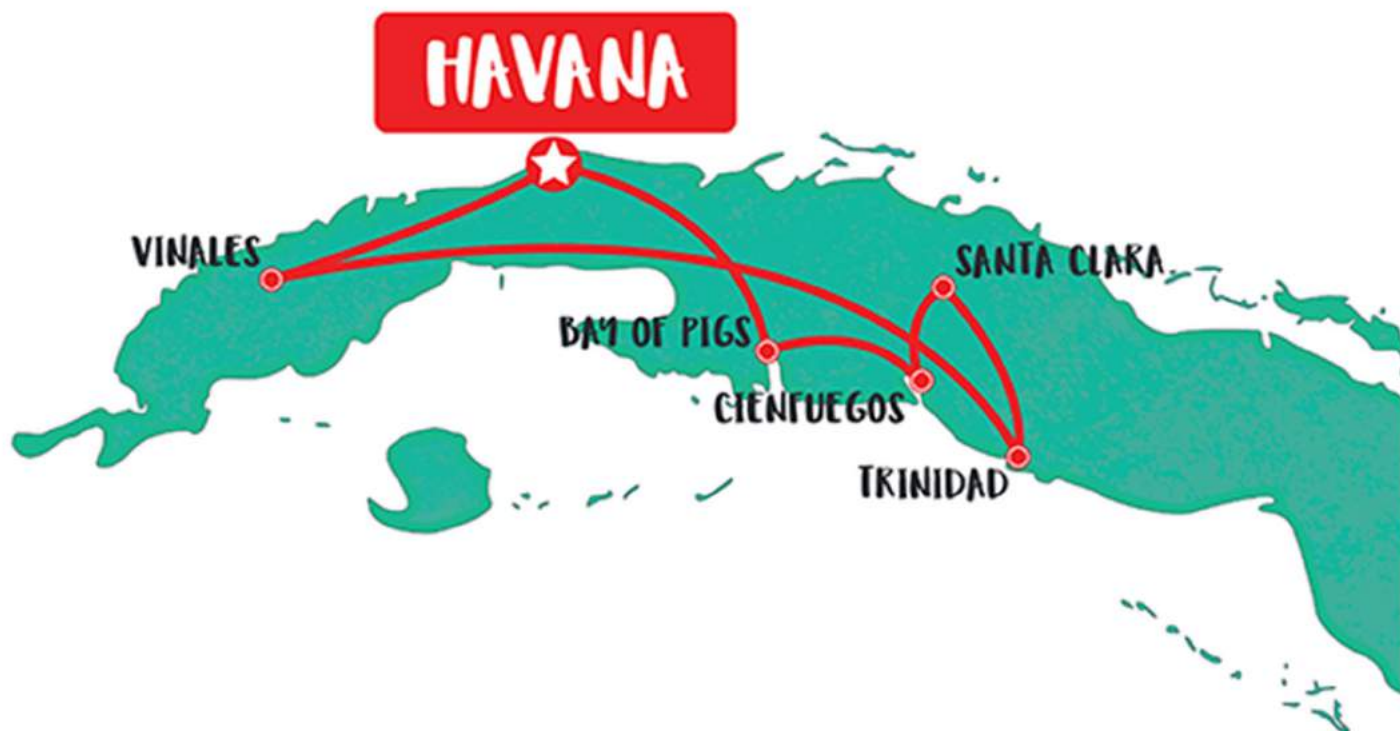 HAVANA
VINALES
SANTA CLARA
BAY OF PIGS
CIENFUEGOS
TRINIDAD